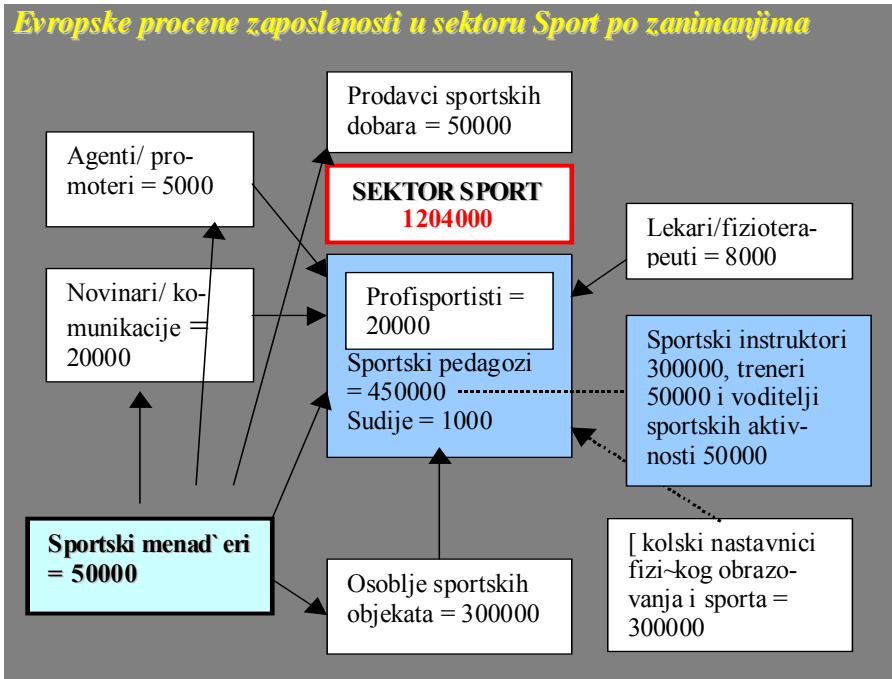 Evropske procene zaposlenosti u sektoru Sport po zanimanjima
Prodavci sportskih
dobara = 50000
Agenti/ pro-
moteri = 5000
SEKTOR SPORT
1204000
Lekari/fiziotera-
peuti = 8000
Novinari/ ko-
munikacije =
20000
Profisportisti =
20000
Sportski pedagozi
= 450000
Sudije = 1000
Sportski instruktori
300000, treneri
50000 i voditelji
sportskih aktiv-
nosti 50000
Sportski menad`eri
= 50000
Osoblje sportskih
objekata = 300000
[kolski nastavnici
fizi~kog obrazo-
vanja i sporta =
300000